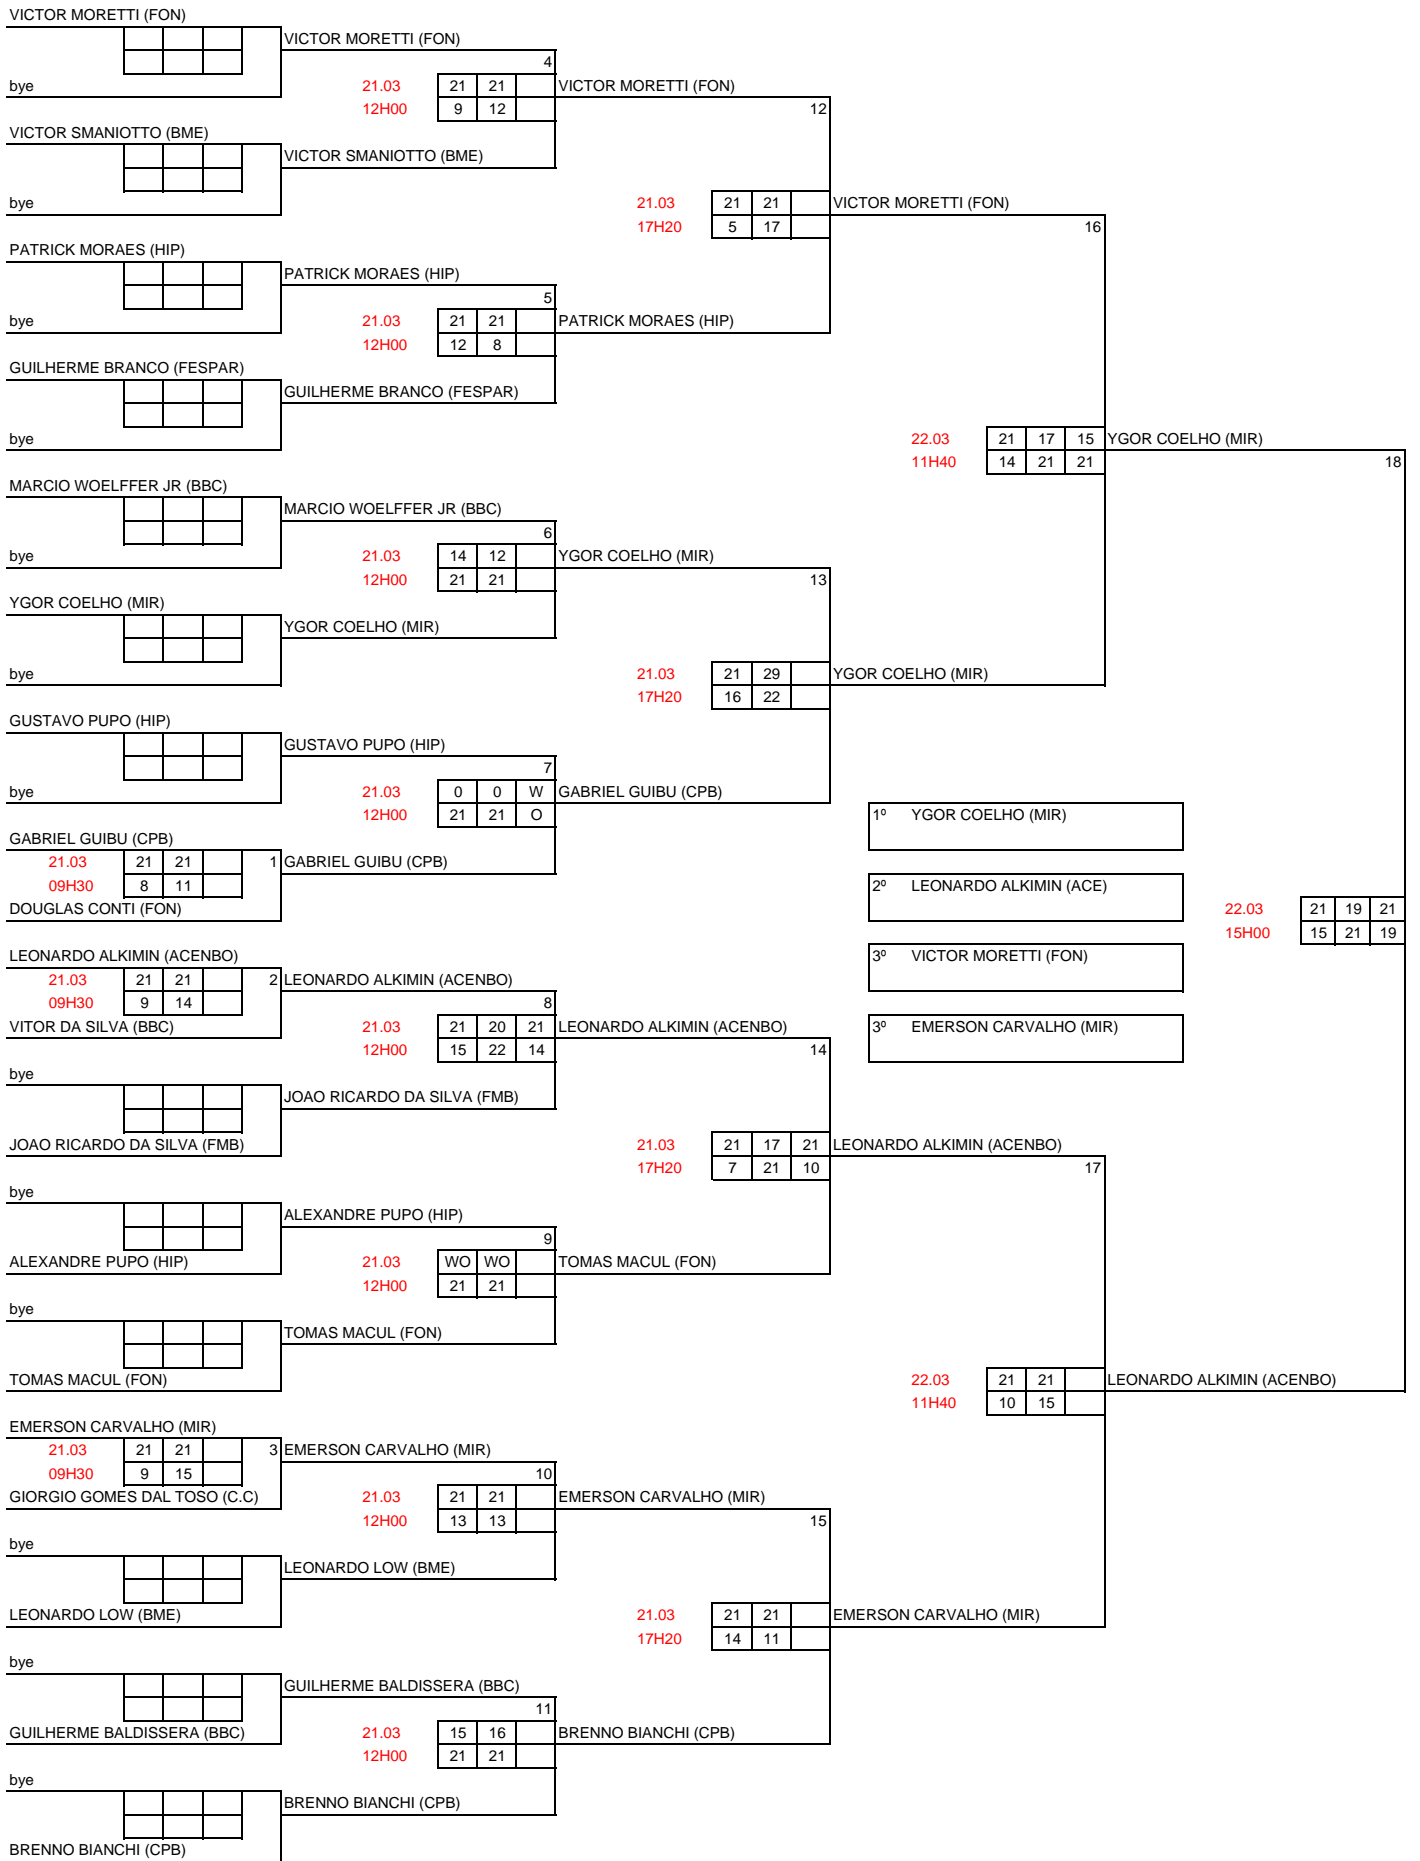 VICTOR MORETTI (FON)
VICTOR MORETTI (FON)
4
bye
21.03 21 21 VICTOR MORETTI (FON)
12H00 9 12
12
VICTOR SMANIOTTO (BME)
VICTOR SMANIOTTO (BME)
bye
21.03 21 21 VICTOR MORETTI (FON)
17H20 5 17
16
PATRICK MORAES (HIP)
PATRICK MORAES (HIP)
5
bye
21.03 21 21 PATRICK MORAES (HIP)
12H00 12 8
GUILHERME BRANCO (FESPAR)
GUILHERME BRANCO (FESPAR)
bye
22.03 21 17 15 YGOR COELHO (MIR)
11H40 14 21 21
18
MARCIO WOELFFER JR (BBC)
MARCIO WOELFFER JR (BBC)
6
bye
21.03 14 12 YGOR COELHO (MIR)
12H00 21 21
13
YGOR COELHO (MIR)
YGOR COELHO (MIR)
bye
21.03 21 29 YGOR COELHO (MIR)
17H20 16 22
GUSTAVO PUPO (HIP)
GUSTAVO PUPO (HIP)
7
bye
21.03 0 0 W GABRIEL GUIBU (CPB)
12H00 21 21 O
1º YGOR COELHO (MIR)
GABRIEL GUIBU (CPB)
21.03 21 21 1 GABRIEL GUIBU (CPB)
09H30 8 11
2º LEONARDO ALKIMIN (ACE)
DOUGLAS CONTI (FON)
22.03 21 19 21
15H00 15 21 19
LEONARDO ALKIMIN (ACENBO)
3º VICTOR MORETTI (FON)
21.03 21 21 2 LEONARDO ALKIMIN (ACENBO)
09H30 9 14
8
VITOR DA SILVA (BBC)
21.03 21 20 21 LEONARDO ALKIMIN (ACENBO)
3º EMERSON CARVALHO (MIR)
12H00 15 22 14
14
bye
JOAO RICARDO DA SILVA (FMB)
JOAO RICARDO DA SILVA (FMB)
21.03 21 17 21 LEONARDO ALKIMIN (ACENBO)
17H20 7 21 10
17
bye
ALEXANDRE PUPO (HIP)
9
ALEXANDRE PUPO (HIP)
21.03 WO WO TOMAS MACUL (FON)
12H00 21 21
bye
TOMAS MACUL (FON)
TOMAS MACUL (FON)
22.03 21 21 LEONARDO ALKIMIN (ACENBO)
11H40 10 15
EMERSON CARVALHO (MIR)
21.03 21 21 3 EMERSON CARVALHO (MIR)
09H30 9 15
10
GIORGIO GOMES DAL TOSO (C.C)
21.03 21 21 EMERSON CARVALHO (MIR)
12H00 13 13
15
bye
LEONARDO LOW (BME)
LEONARDO LOW (BME)
21.03 21 21 EMERSON CARVALHO (MIR)
17H20 14 11
bye
GUILHERME BALDISSERA (BBC)
11
GUILHERME BALDISSERA (BBC)
21.03 15 16 BRENNO BIANCHI (CPB)
12H00 21 21
bye
BRENNO BIANCHI (CPB)
BRENNO BIANCHI (CPB)